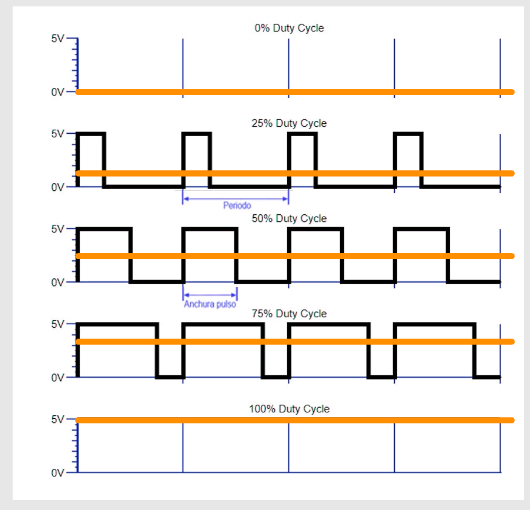 0% Duty Cycle
5V
0V
25% Duty Cycle
5V
0V
Periodo
50% Duty Cycle
5V
0V
Anchura pulso
75% Duty Cycle
5V
0V
100% Duty Cycle
5V
0V